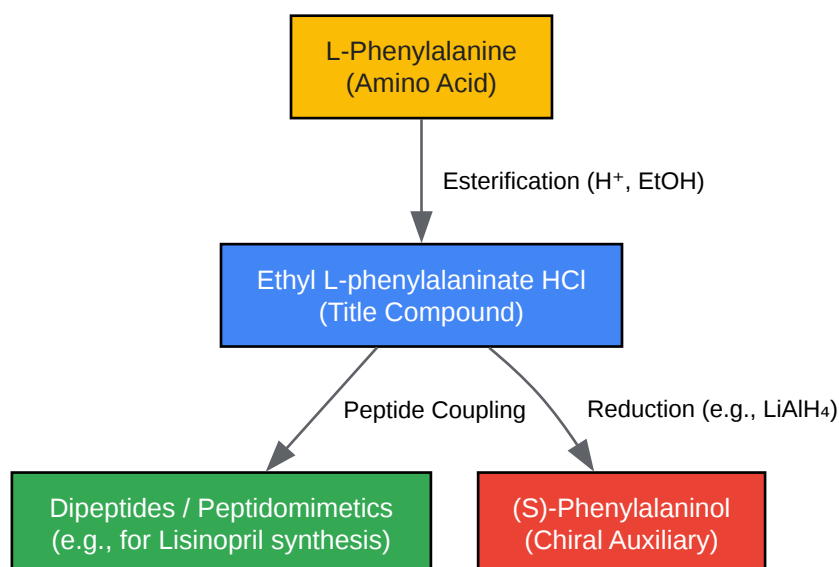 L-Phenylalanine
(Amino Acid)
Esterification (H⁺, EtOH)
Ethyl L-phenylalaninate HCl
(Title Compound)
Peptide Coupling
Reduction (e.g., LiAlH₄)
Dipeptides / Peptidomimetics
(e.g., for Lisinopril synthesis)
(S)-Phenylalaninol
(Chiral Auxiliary)